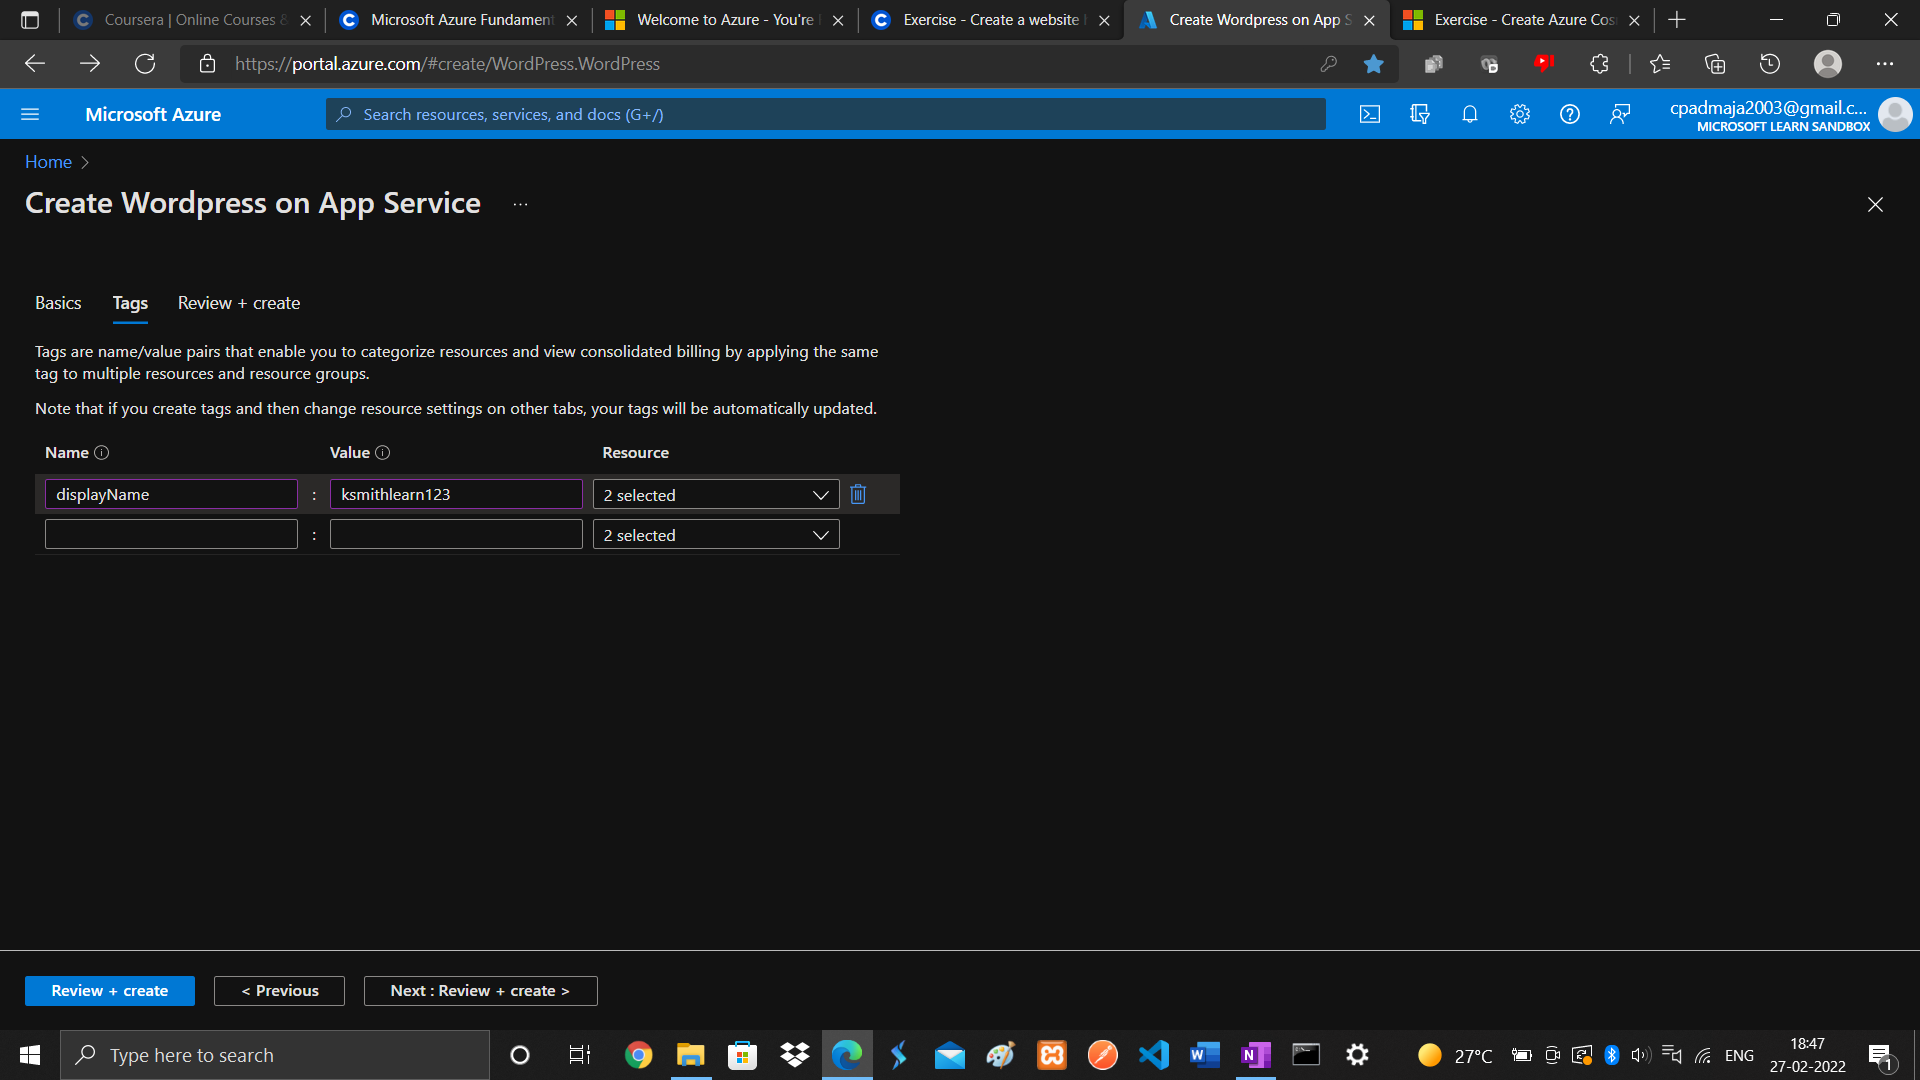 Coursera | Online Courses &
Microsoft Azure Fundament
Welcome to Azure - You're
Exercise - Create a website
Create Wordpress on App S
Exercise - Create Azure Cos
https://portal.azure.com/#create/WordPress.WordPress
Microsoft Azure
Search resources, services, and docs (G+/)
cpadmaja2003@gmail.c...
MICROSOFT LEARN SANDBOX
Home
Create Wordpress on App Service ...
Basics Tags Review + create
Tags are name/value pairs that enable you to categorize resources and view consolidated billing by applying the same
tag to multiple resources and resource groups.
Note that if you create tags and then change resource settings on other tabs, your tags will be automatically updated.
Name Value Resource
displayName : ksmithlearn123 2 selected
: 2 selected
Review + create < Previous Next : Review + create >
Type here to search
27°C
ENG
18:47
27-02-2022
1